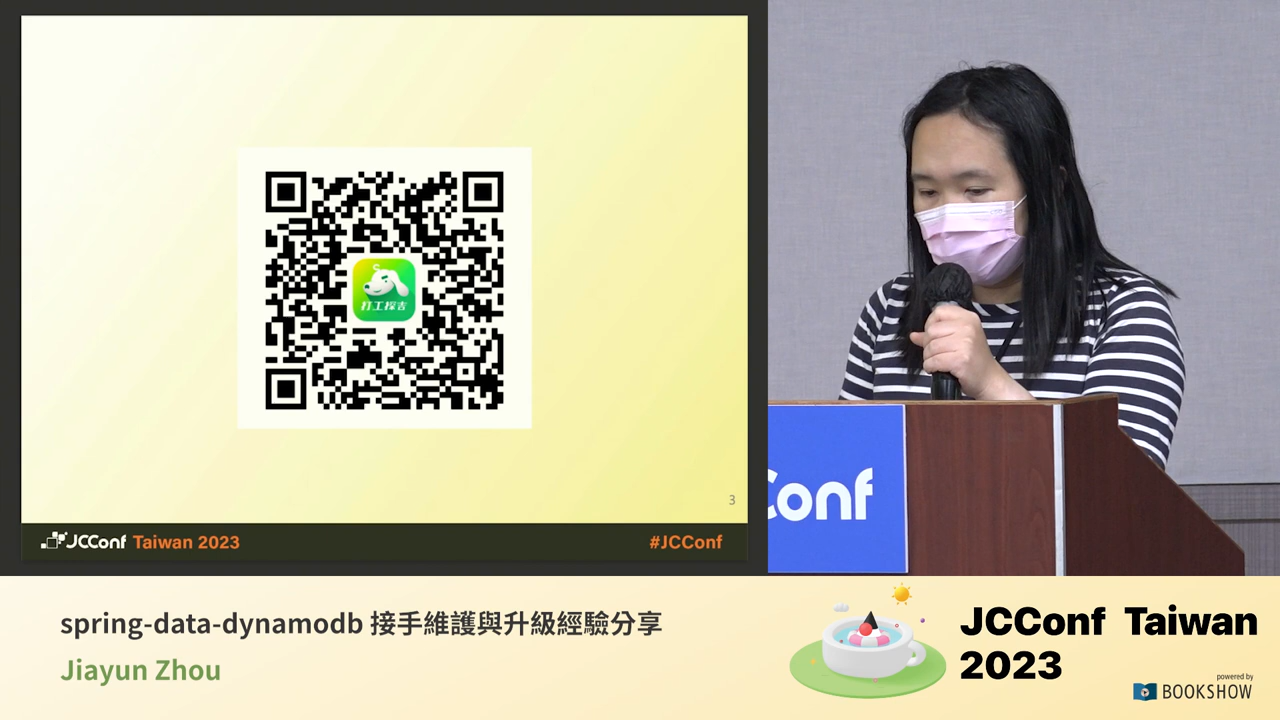 打工探吉
3
JCConf Taiwan 2023
#JCConf
Conf
spring-data-dynamodb 接手維護與升級經驗分享
Jiayun Zhou
JCConf Taiwan
2023
powered by
BOOKSHOW